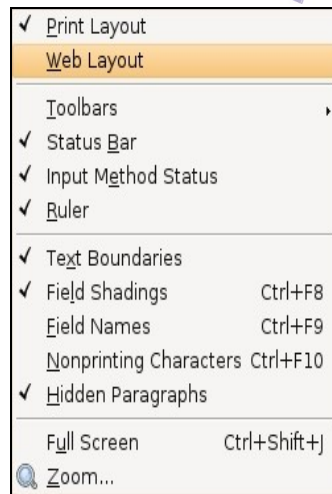 Print Layout
Web Layout
Toolbars
Status Bar
Input Method Status
Ruler
Text Boundaries
Field Shadings Ctrl+F8
Field Names Ctrl+F9
Nonprinting Characters Ctrl+F10
Hidden Paragraphs
Full Screen Ctrl+Shift+J
Zoom...